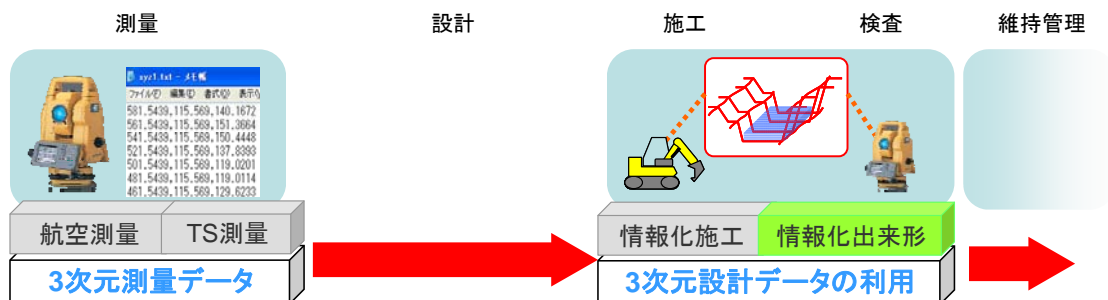 測量
設計
施工
検査
維持管理
xyz1.txt - メモ帳
ファイル(F) 編集(E) 書式(O) 表示(
581.5439,115.569,140.1672
561.5439,115.569,151.3664
541.5439,115.569,150.4448
521.5439,115.569,137.8393
501.5439,115.569,119.0201
481.5439,115.569,119.0114
461.5439,115.569,129.6233
航空測量
TS測量
情報化施工
情報化出来形
3次元測量データ
3次元設計データの利用